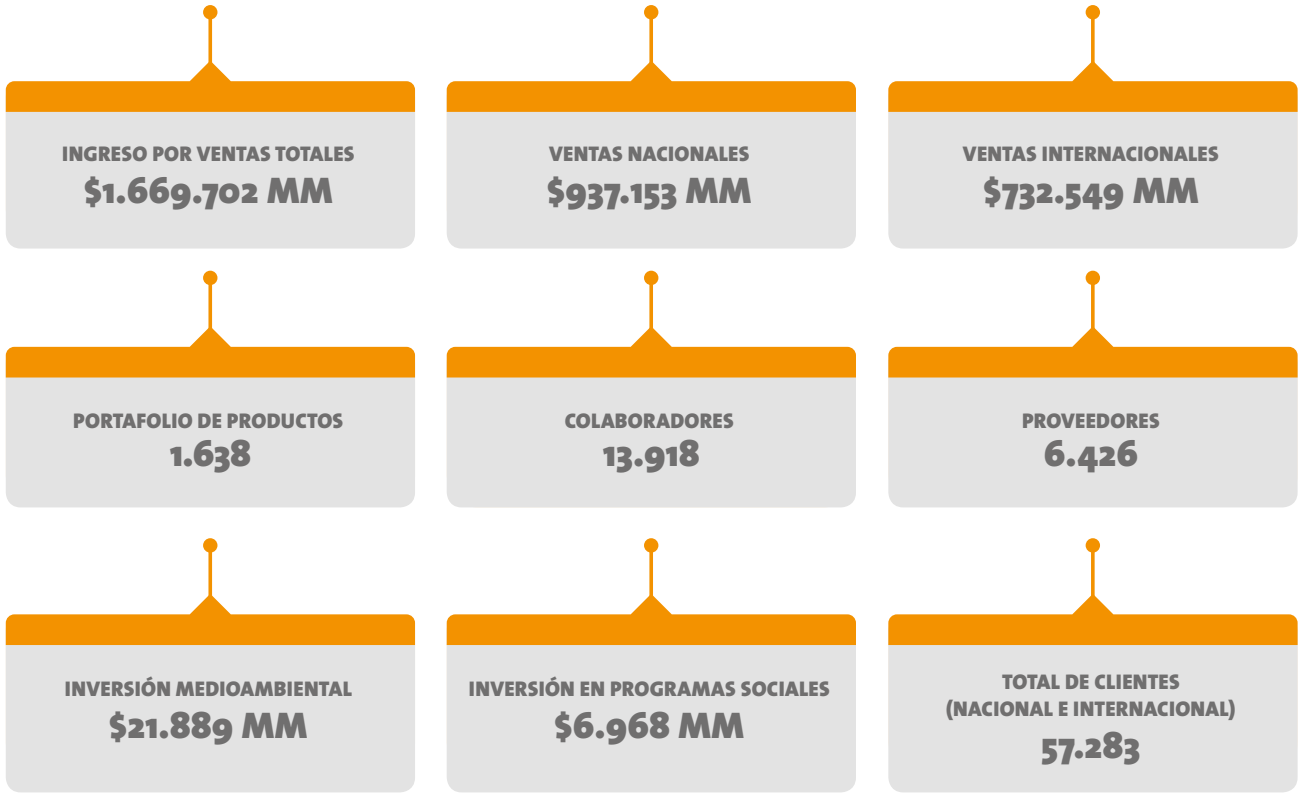 INGRESO POR VENTAS TOTALES
$1.669.702 MM
VENTAS NACIONALES
$937.153 MM
VENTAS INTERNACIONALES
$732.549 MM
PORTAFOLIO DE PRODUCTOS
1.638
COLABORADORES
13.918
PROVEEDORES
6.426
INVERSIÓN MEDIOAMBIENTAL
$21.889 MM
INVERSIÓN EN PROGRAMAS SOCIALES
$6.968 MM
TOTAL DE CLIENTES
(NACIONAL E INTERNACIONAL)
57.283